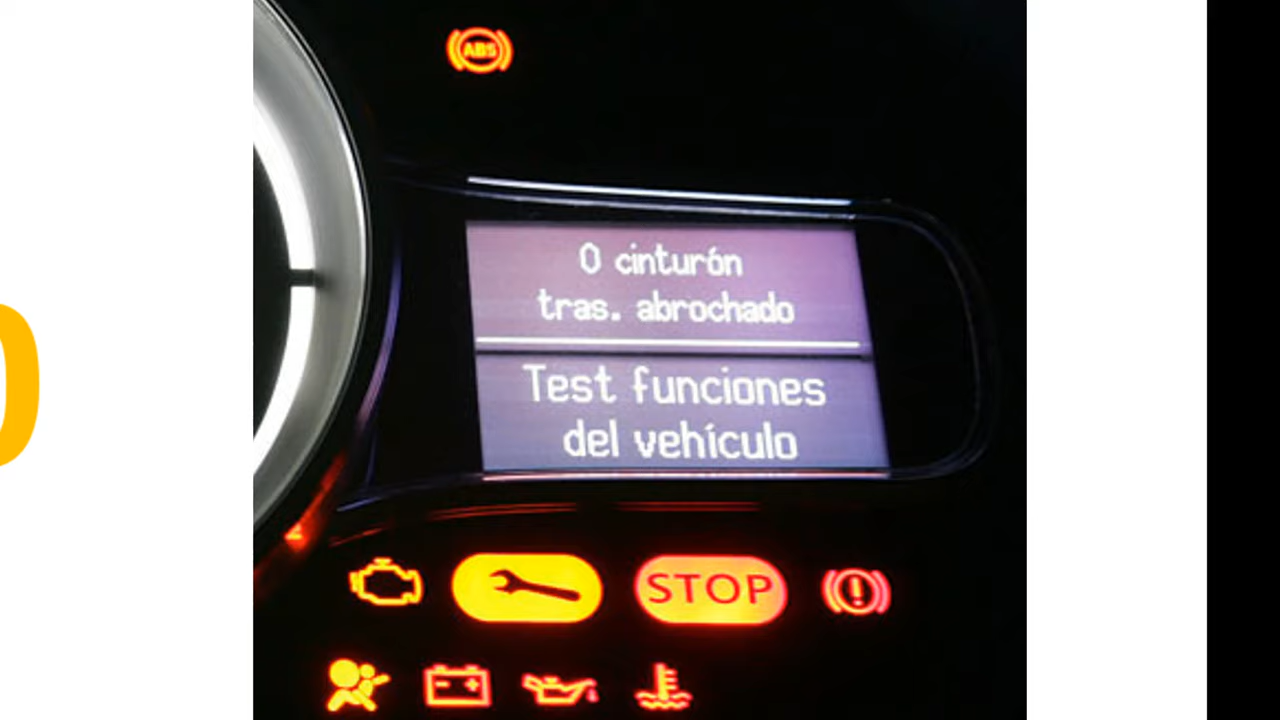 ABS
0 cinturón
tras. abrochado
Test funciones
del vehículo
STOP